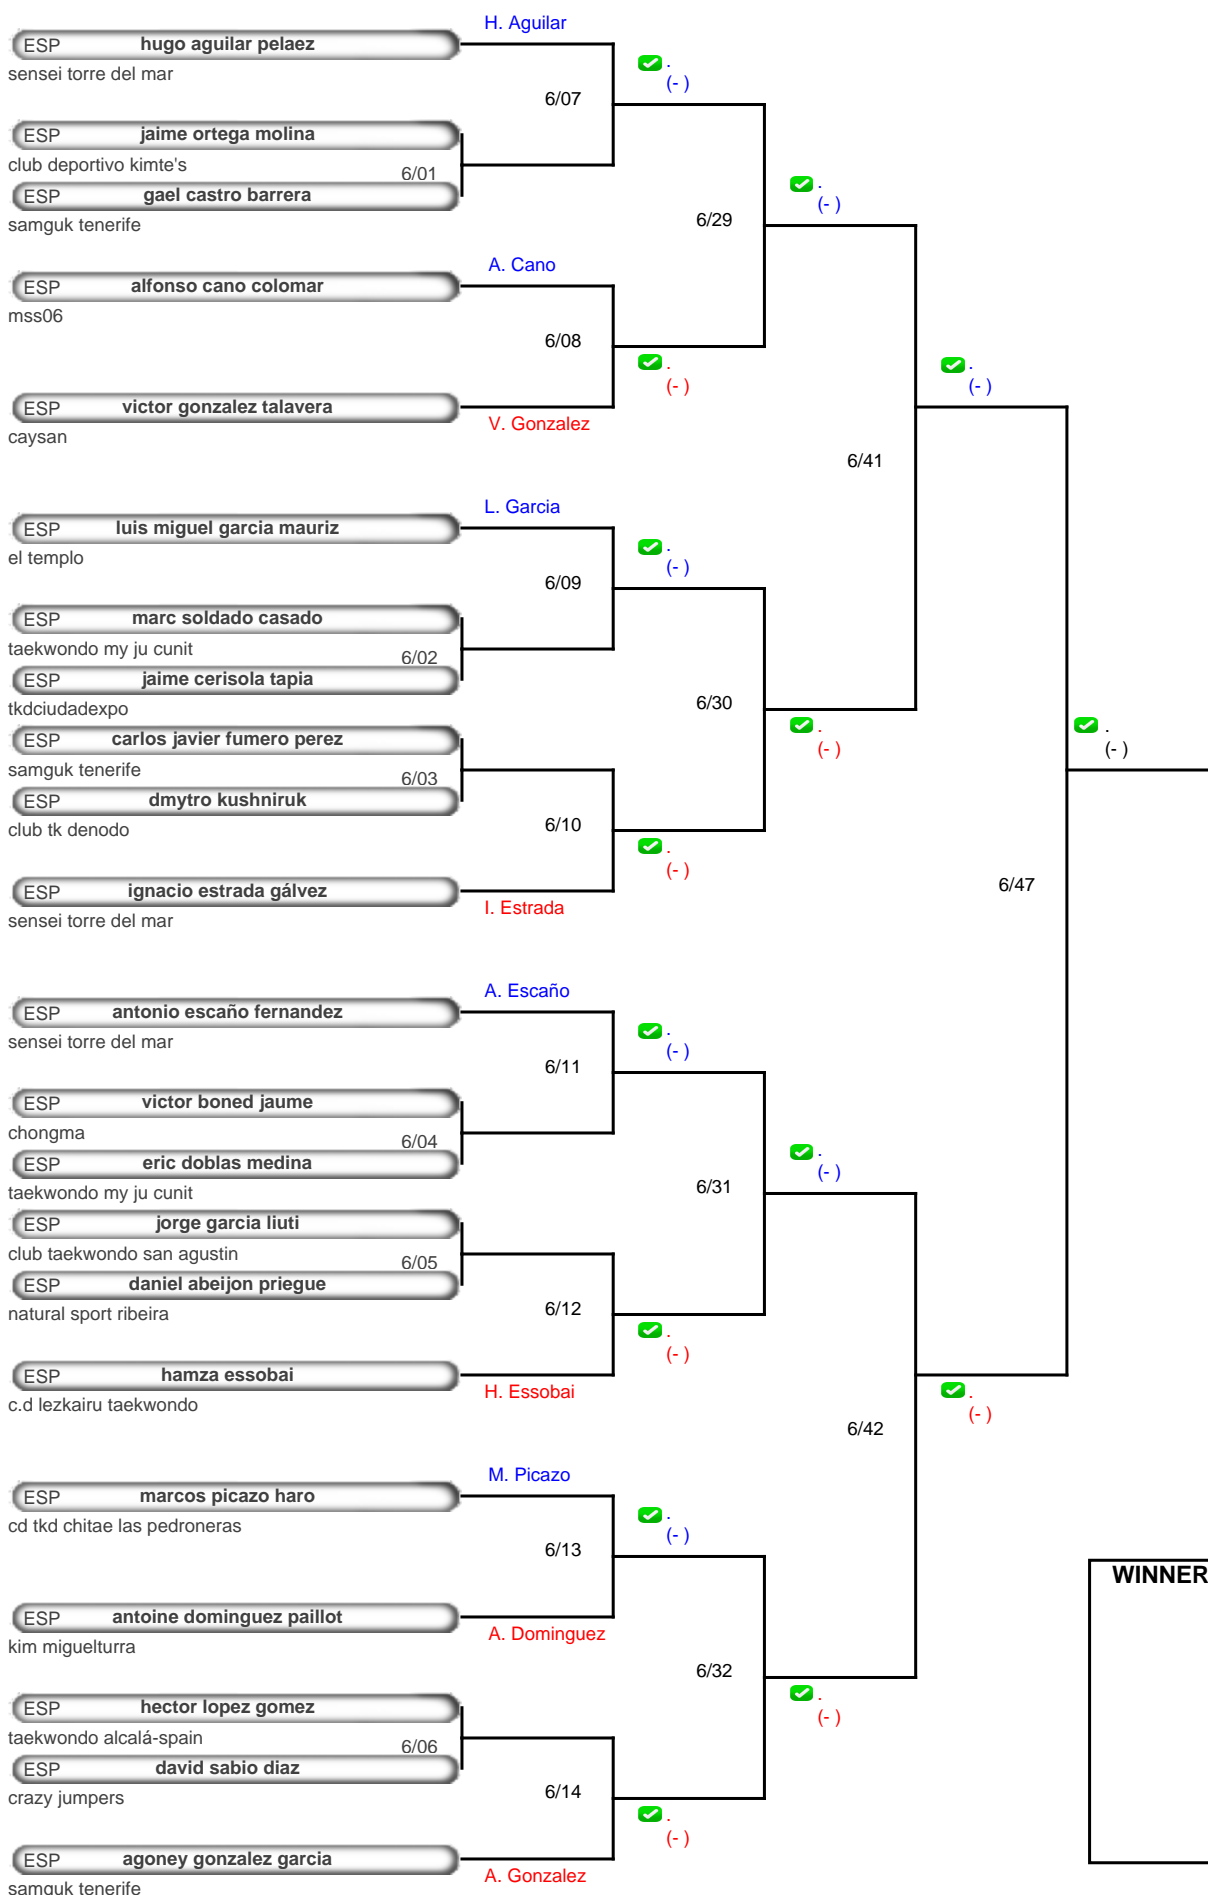 H. Aguilar
ESP hugo aguilar pelaez
sensei torre del mar
.
(- )
6/07
ESP jaime ortega molina
club deportivo kimte's
6/01
ESP gael castro barrera
samguk tenerife
.
(- )
6/29
A. Cano
ESP alfonso cano colomar
mss06
6/08
.
(- )
.
(- )
ESP victor gonzalez talavera
V. Gonzalez
caysan
6/41
L. Garcia
ESP luis miguel garcia mauriz
el templo
.
(- )
6/09
ESP marc soldado casado
taekwondo my ju cunit
6/02
ESP jaime cerisola tapia
tkdciudadexpo
6/30
.
(- )
.
(- )
ESP carlos javier fumero perez
samguk tenerife
6/03
ESP dmytro kushniruk
club tk denodo
6/10
.
(- )
ESP ignacio estrada gálvez
6/47
I. Estrada
sensei torre del mar
A. Escaño
ESP antonio escaño fernandez
sensei torre del mar
.
(- )
6/11
ESP victor boned jaume
chongma
6/04
ESP eric doblas medina
taekwondo my ju cunit
.
(- )
6/31
ESP jorge garcia liuti
club taekwondo san agustin
6/05
ESP daniel abeijon priegue
natural sport ribeira
6/12
.
(- )
ESP hamza essobai
H. Essobai
c.d lezkairu taekwondo
.
(- )
6/42
M. Picazo
ESP marcos picazo haro
cd tkd chitae las pedroneras
.
(- )
6/13
WINNER
ESP antoine dominguez paillot
A. Dominguez
kim miguelturra
6/32
ESP hector lopez gomez
taekwondo alcalá-spain
6/06
ESP david sabio diaz
crazy jumpers
.
(- )
6/14
.
(- )
ESP agoney gonzalez garcia
A. Gonzalez
samguk tenerife